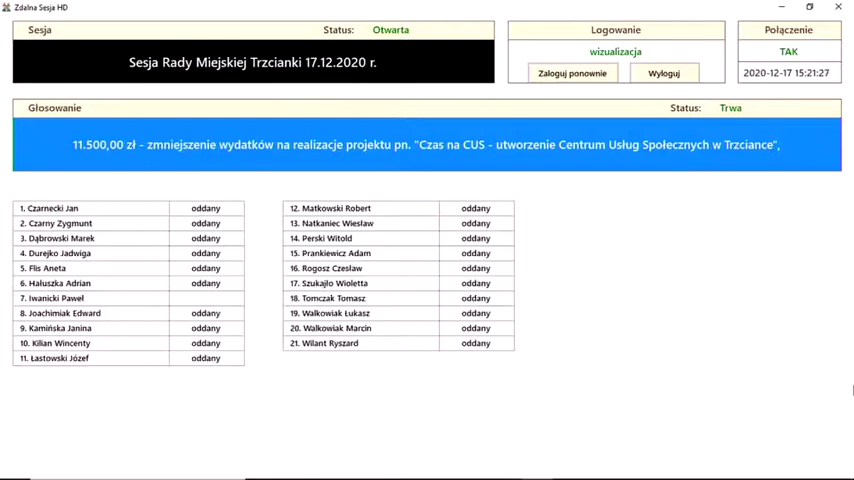 Zdalna Sesja HD
Sesja Status: Otwarta
Sesja Rady Miejskiej Trzcianki 17.12.2020 r.
Logowanie
wizualizacja
Zaloguj ponownie Wyloguj
Połączenie
TAK
2020-12-17 15:21:27
Głosowanie Status: Trwa
11.500,00 zł - zmniejszenie wydatków na realizacje projektu pn. "Czas na CUS - utworzenie Centrum Usług Społecznych w Trzciance",
1. Czarnecki Jan oddany
2. Czarny Zygmunt oddany
3. Dąbrowski Marek oddany
4. Durejko Jadwiga oddany
5. Flis Aneta oddany
6. Hałuszka Adrian oddany
7. Iwanicki Paweł
8. Joachimiak Edward oddany
9. Kamińska Janina oddany
10. Kilian Wincenty oddany
11. Łastowski Józef oddany
12. Matkowski Robert oddany
13. Natkaniec Wiesław oddany
14. Perski Witold oddany
15. Prankiewicz Adam oddany
16. Rogosz Czesław oddany
17. Szukajło Wioletta oddany
18. Tomczak Tomasz oddany
19. Walkowiak Łukasz oddany
20. Walkowiak Marcin oddany
21. Wilant Ryszard oddany